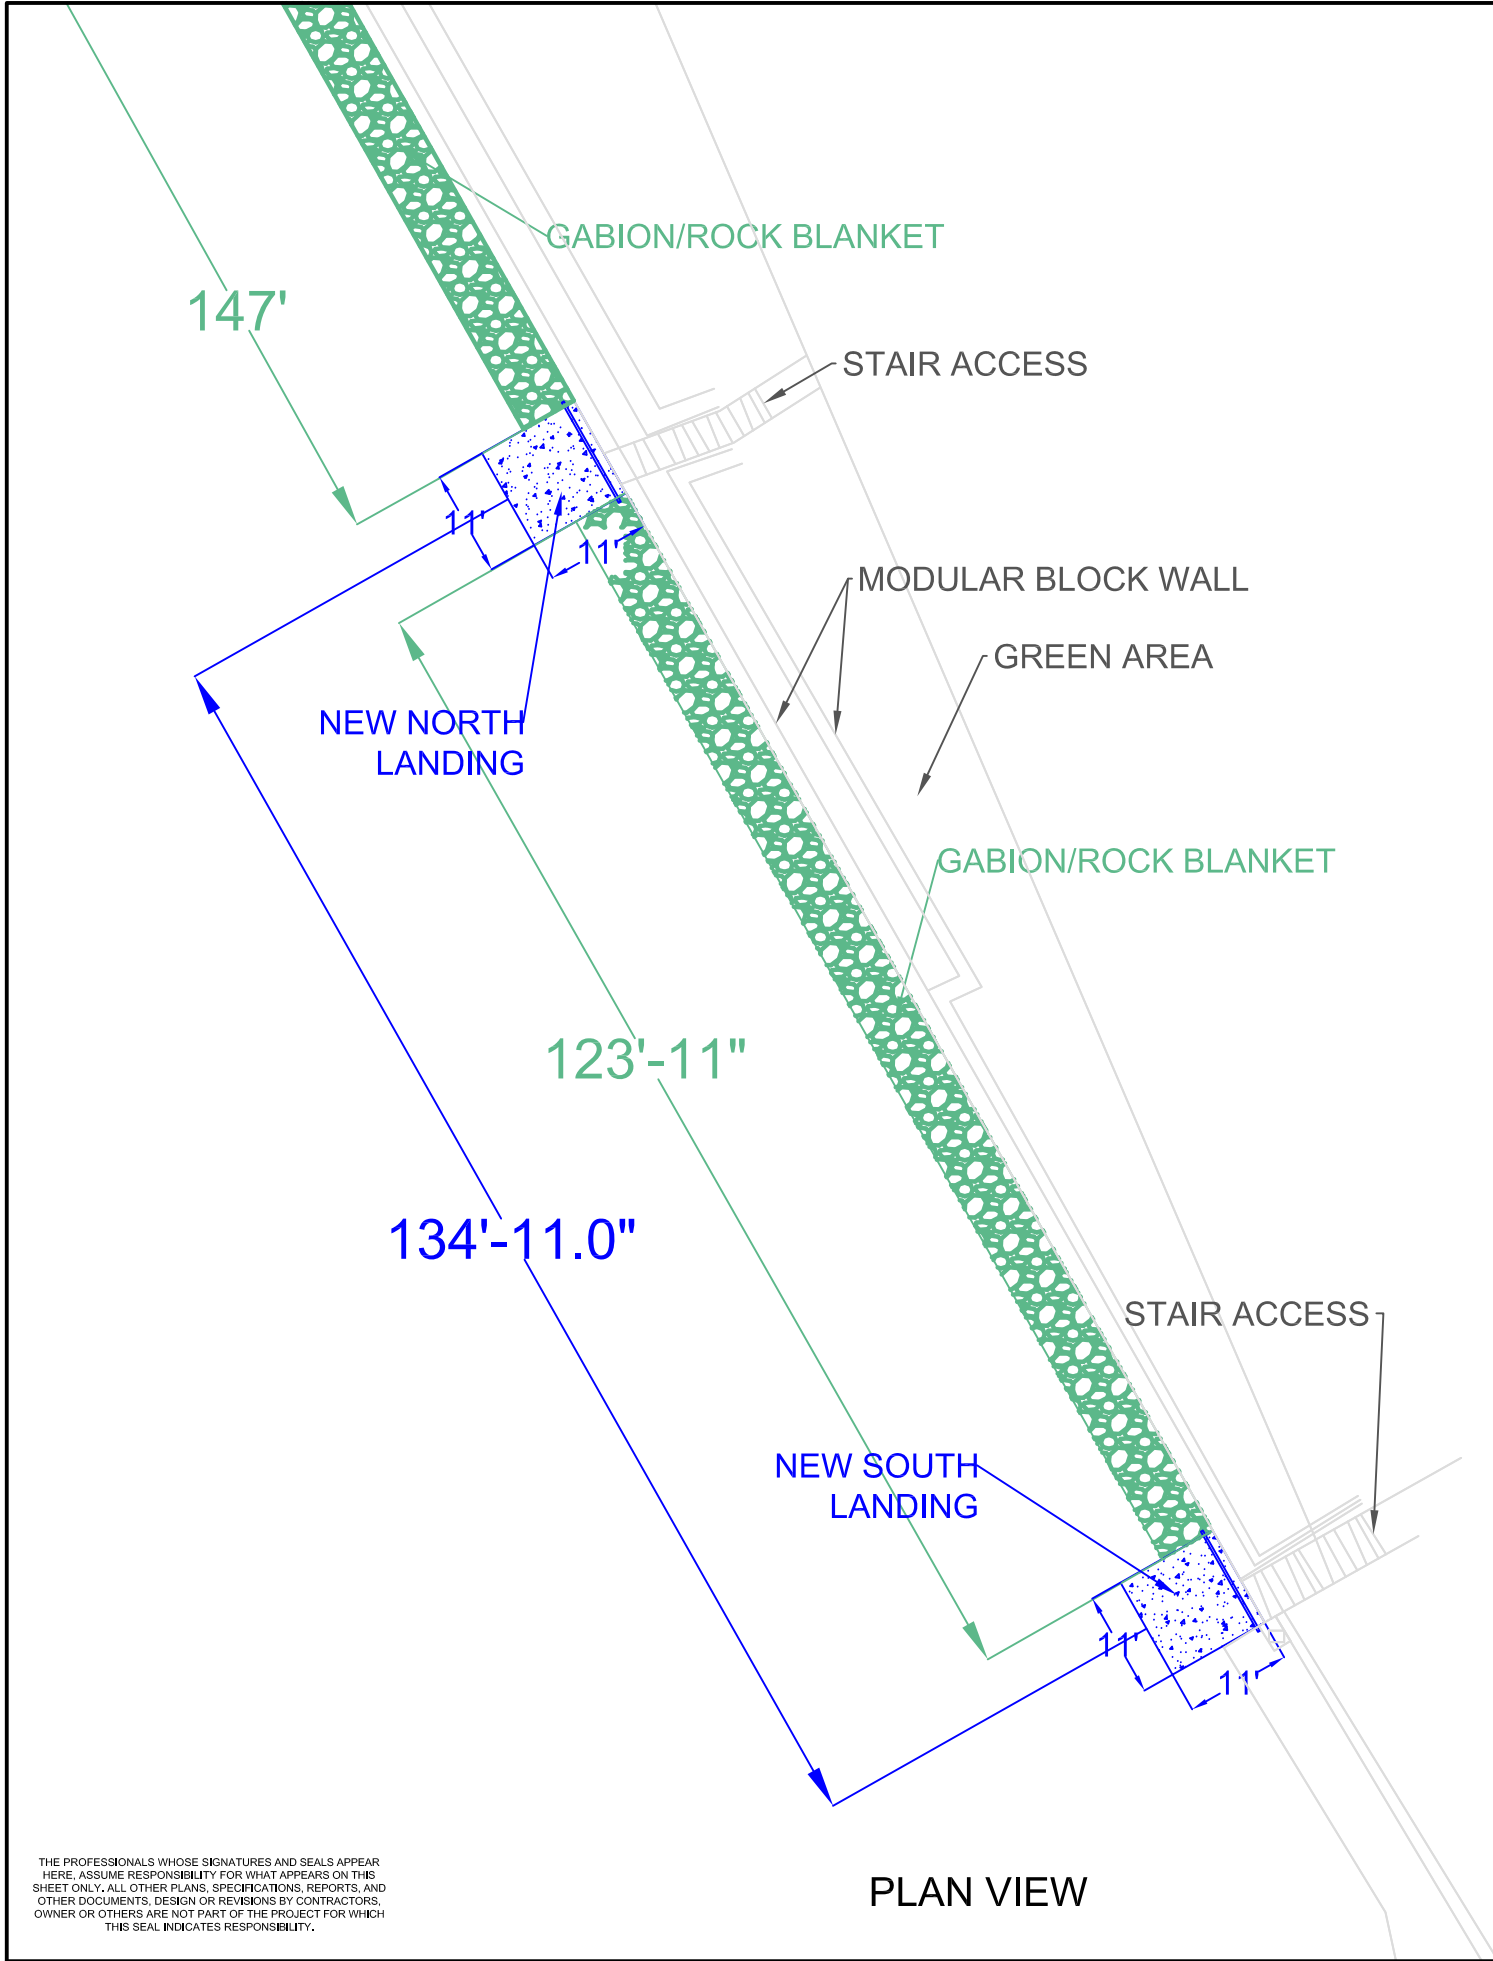 GABION/ROCK BLANKET
147'
STAIR ACCESS
11'
11'
MODULAR BLOCK WALL
GREEN AREA
NEW NORTH
LANDING
GABION/ROCK BLANKET
123'-11"
134'-11.0"
STAIR ACCESS
NEW SOUTH
LANDING
11'
11'
THE PROFESSIONALS WHOSE SIGNATURES AND SEALS APPEAR
HERE, ASSUME RESPONSIBILITY FOR WHAT APPEARS ON THIS
SHEET ONLY. ALL OTHER PLANS, SPECIFICATIONS, REPORTS, AND
OTHER DOCUMENTS, DESIGN OR REVISIONS BY CONTRACTORS,
OWNER OR OTHERS ARE NOT PART OF THE PROJECT FOR WHICH
THIS SEAL INDICATES RESPONSIBILITY.
PLAN VIEW